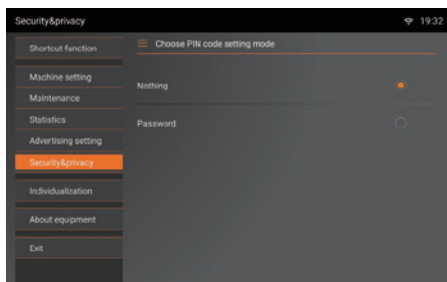 Security&privacy
19:32
Shortcut function
Machine setting
Maintenance
Statistics
Advertising setting
Security&privacy
Individualization
About equipment
Exit
Choose PIN code setting mode
Nothing
Password